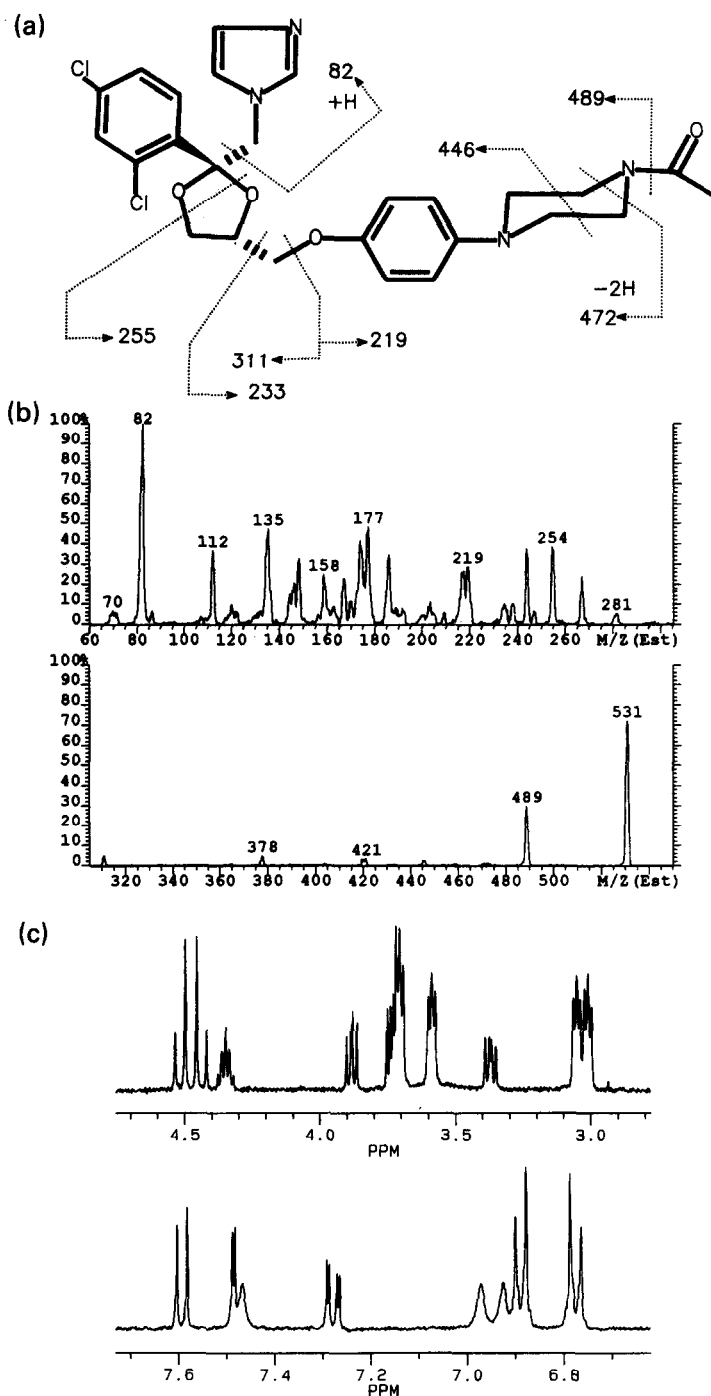 (a)
N
Cl
82
+H
489
O
N
446
N
Cl
O
O
O
N
-2H
472
255
219
311
233
(b)
100%
82
90
80
70
60
50
40
30
20
10
0
70
112
135
158
177
219
254
281
60 80 100 120 140 160 180 200 220 240 260 M/Z(Est)
100%
90
80
70
60
50
40
30
20
10
0
531
489
378
421
320 340 360 380 400 420 440 460 480 500 M/Z(Est)
(c)
4.5 4.0 3.5 3.0
PPM
7.6 7.4 7.2 7.0 6.8
PPM